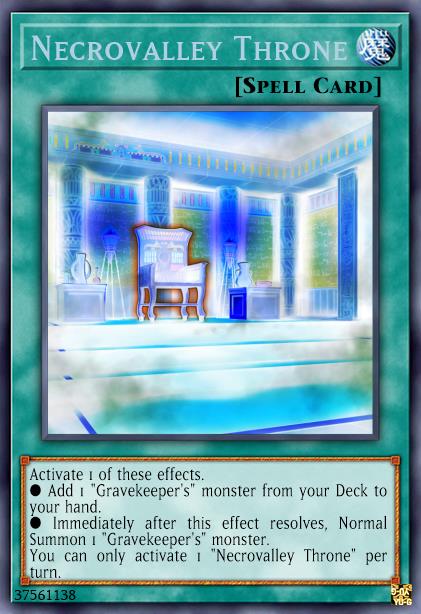 Necrovalley Throne
魔
[Spell Card]
Activate 1 of these effects.
● Add 1 "Gravekeeper's" monster from your Deck to
your hand.
● Immediately after this effect resolves, Normal
Summon 1 "Gravekeeper's" monster.
You can only activate 1 "Necrovalley Throne" per
turn.
37561138